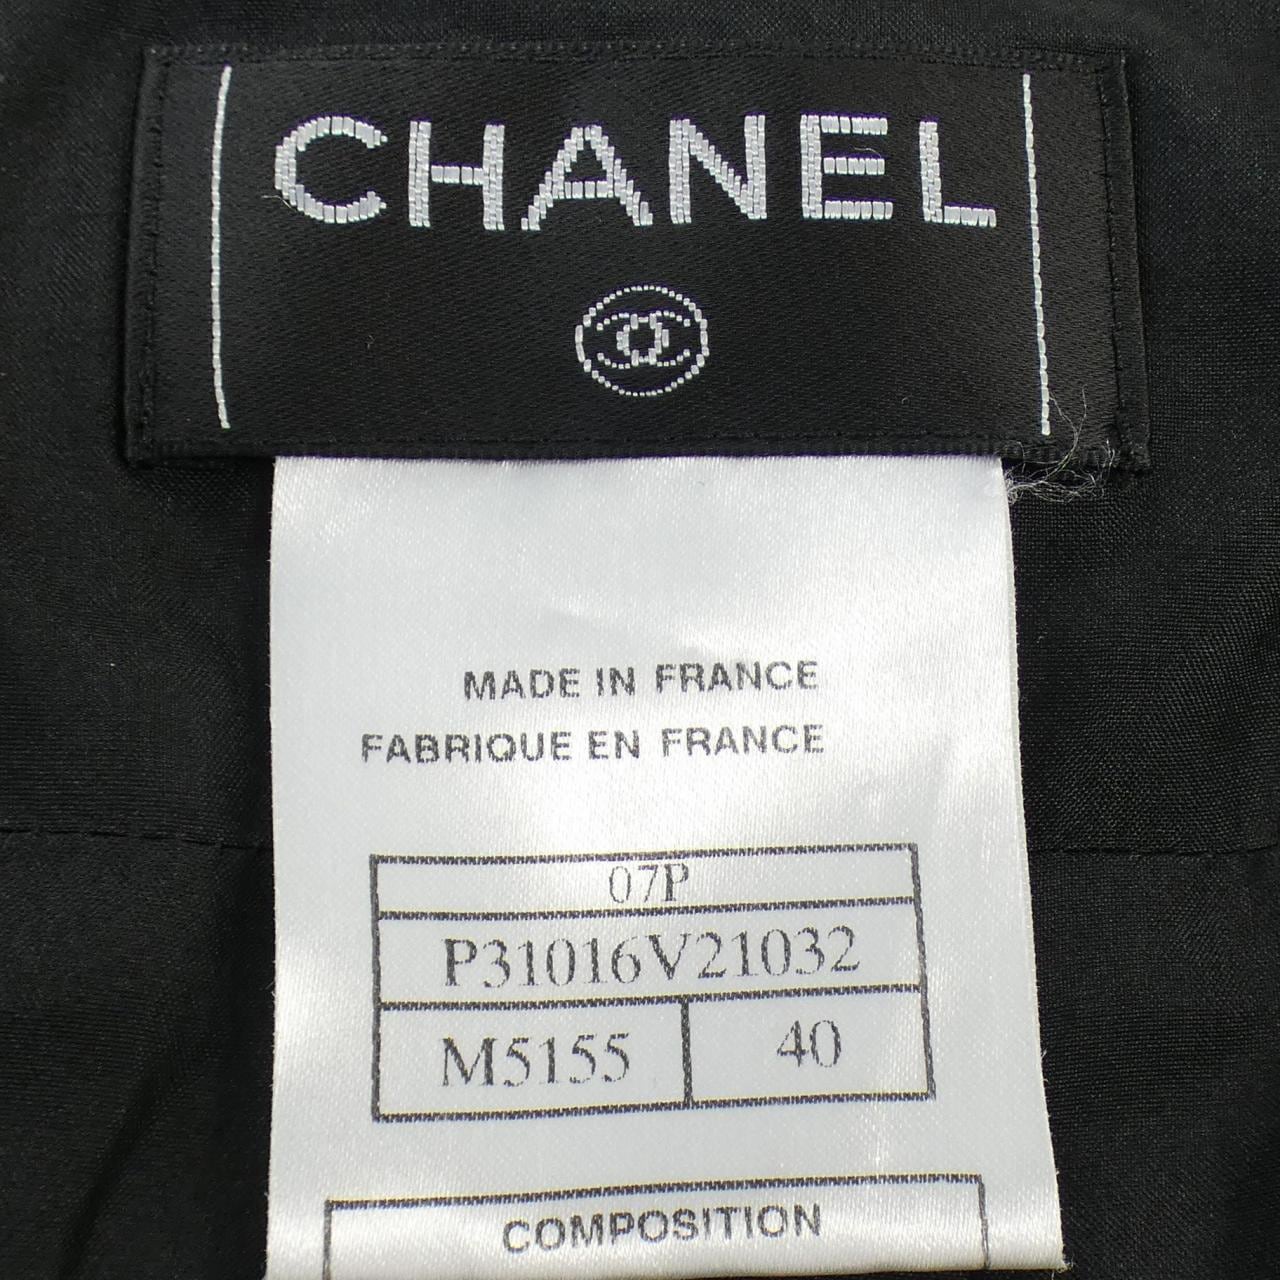 CHANEL
MADE IN FRANCE
FABRIQUE EN FRANCE
07P
P31016V21032
M5155 40
COMPOSITION